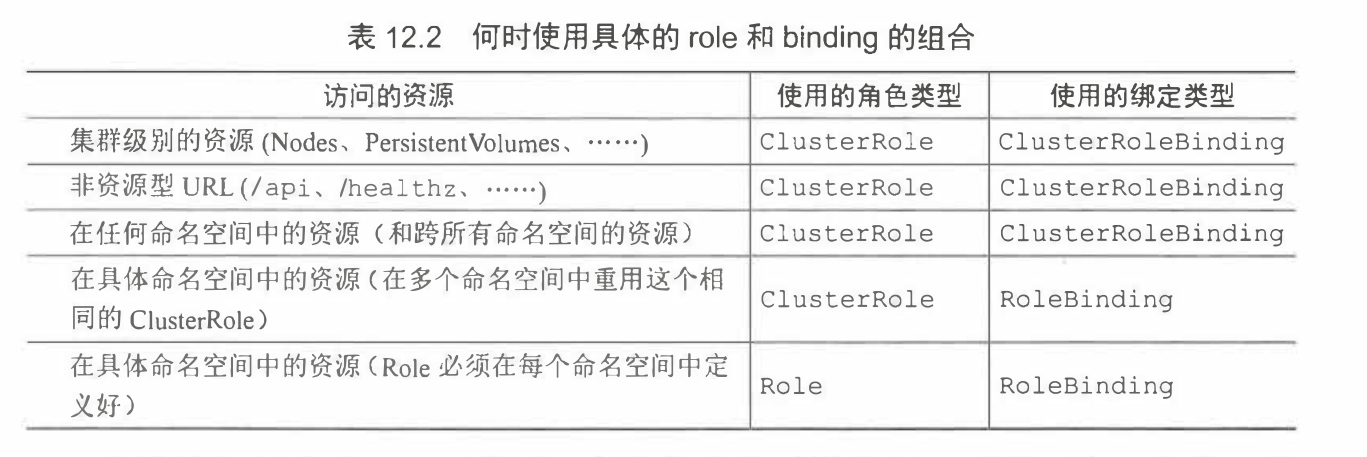 表 12.2 何时使用具体的 role 和 binding 的组合
访问的资源 使用的角色类型 使用的绑定类型
集群级别的资源 (Nodes、PersistentVolumes、……) ClusterRole ClusterRoleBinding
非资源型 URL (/api、/healthz、……) ClusterRole ClusterRoleBinding
在任何命名空间中的资源（和跨所有命名空间的资源） ClusterRole ClusterRoleBinding
在具体命名空间中的资源（在多个命名空间中重用这个相
同的 ClusterRole） ClusterRole RoleBinding
在具体命名空间中的资源（Role 必须在每个命名空间中定
义好） Role RoleBinding